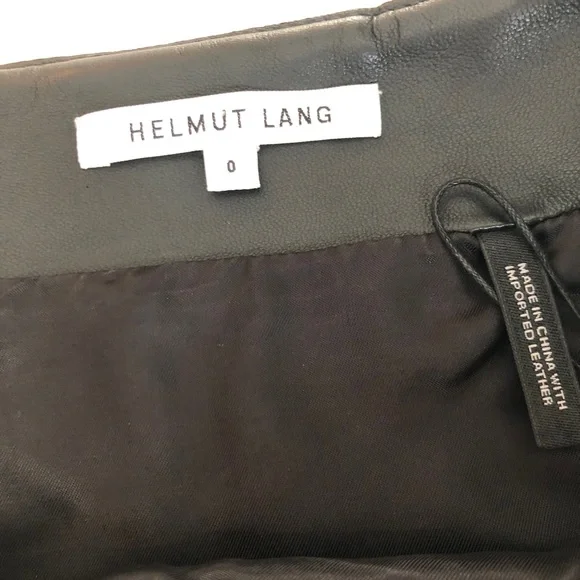 HELMUT LANG
0
MADE IN CHINA WITH
IMPORTED LEATHER